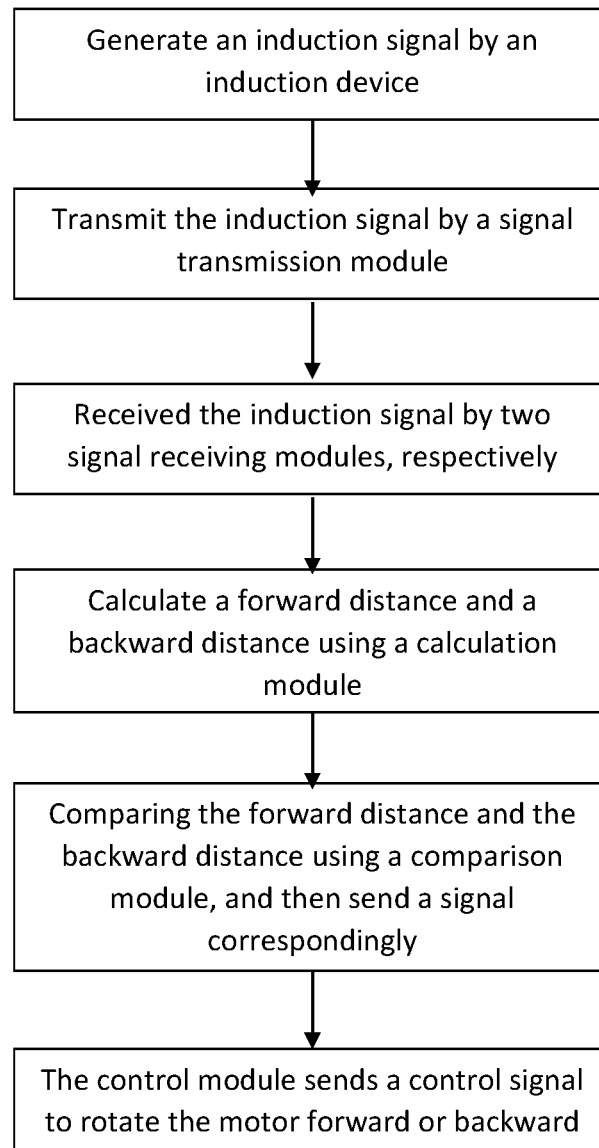 Generate an induction signal by an
induction device
Transmit the induction signal by a signal
transmission module
Received the induction signal by two
signal receiving modules, respectively
Calculate a forward distance and a
backward distance using a calculation
module
Comparing the forward distance and the
backward distance using a comparison
module, and then send a signal
correspondingly
The control module sends a control signal
to rotate the motor forward or backward